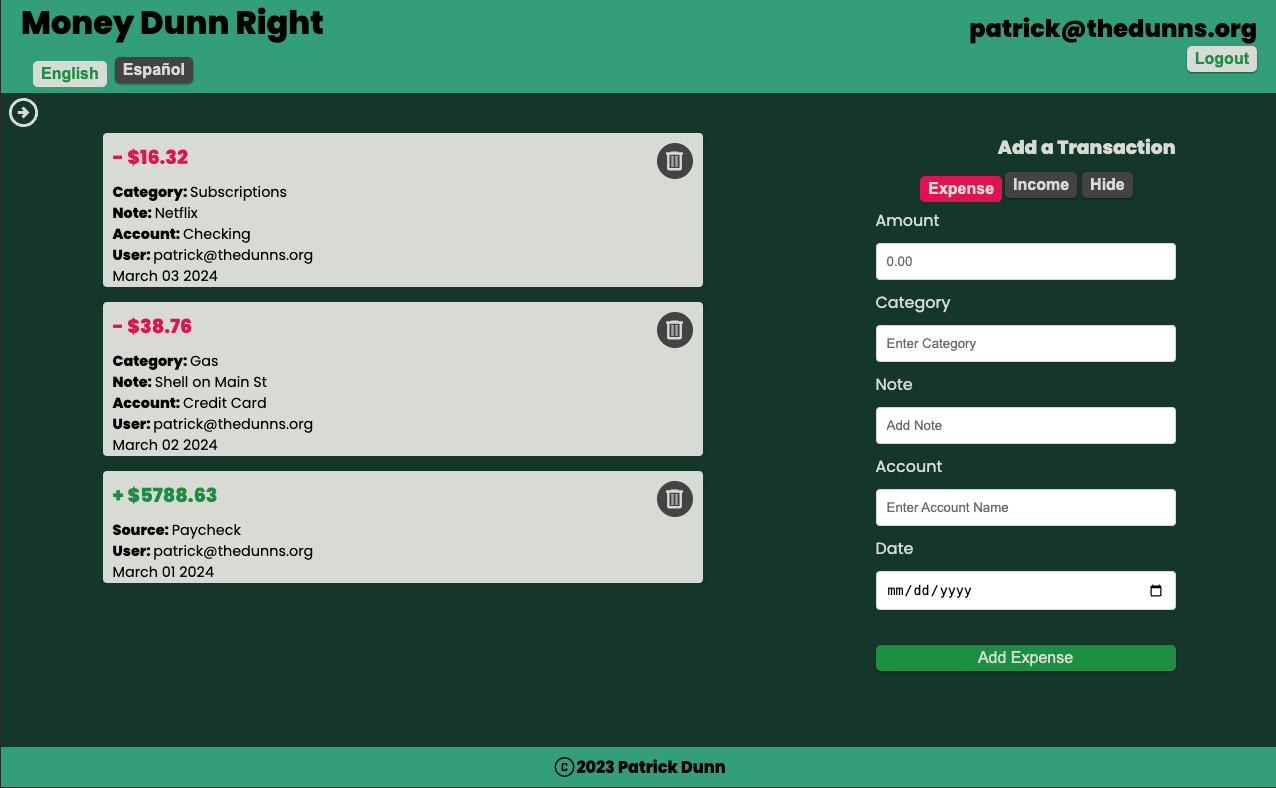 Money Dunn Right
patrick@thedunns.org
English Español
Logout
- $16.32
Category: Subscriptions
Note: Netflix
Account: Checking
User: patrick@thedunns.org
March 03 2024
- $38.76
Category: Gas
Note: Shell on Main St
Account: Credit Card
User: patrick@thedunns.org
March 02 2024
+ $5788.63
Source: Paycheck
User: patrick@thedunns.org
March 01 2024
Add a Transaction
Expense Income Hide
Amount
0.00
Category
Enter Category
Note
Add Note
Account
Enter Account Name
Date
mm/dd/yyyy
Add Expense
© 2023 Patrick Dunn